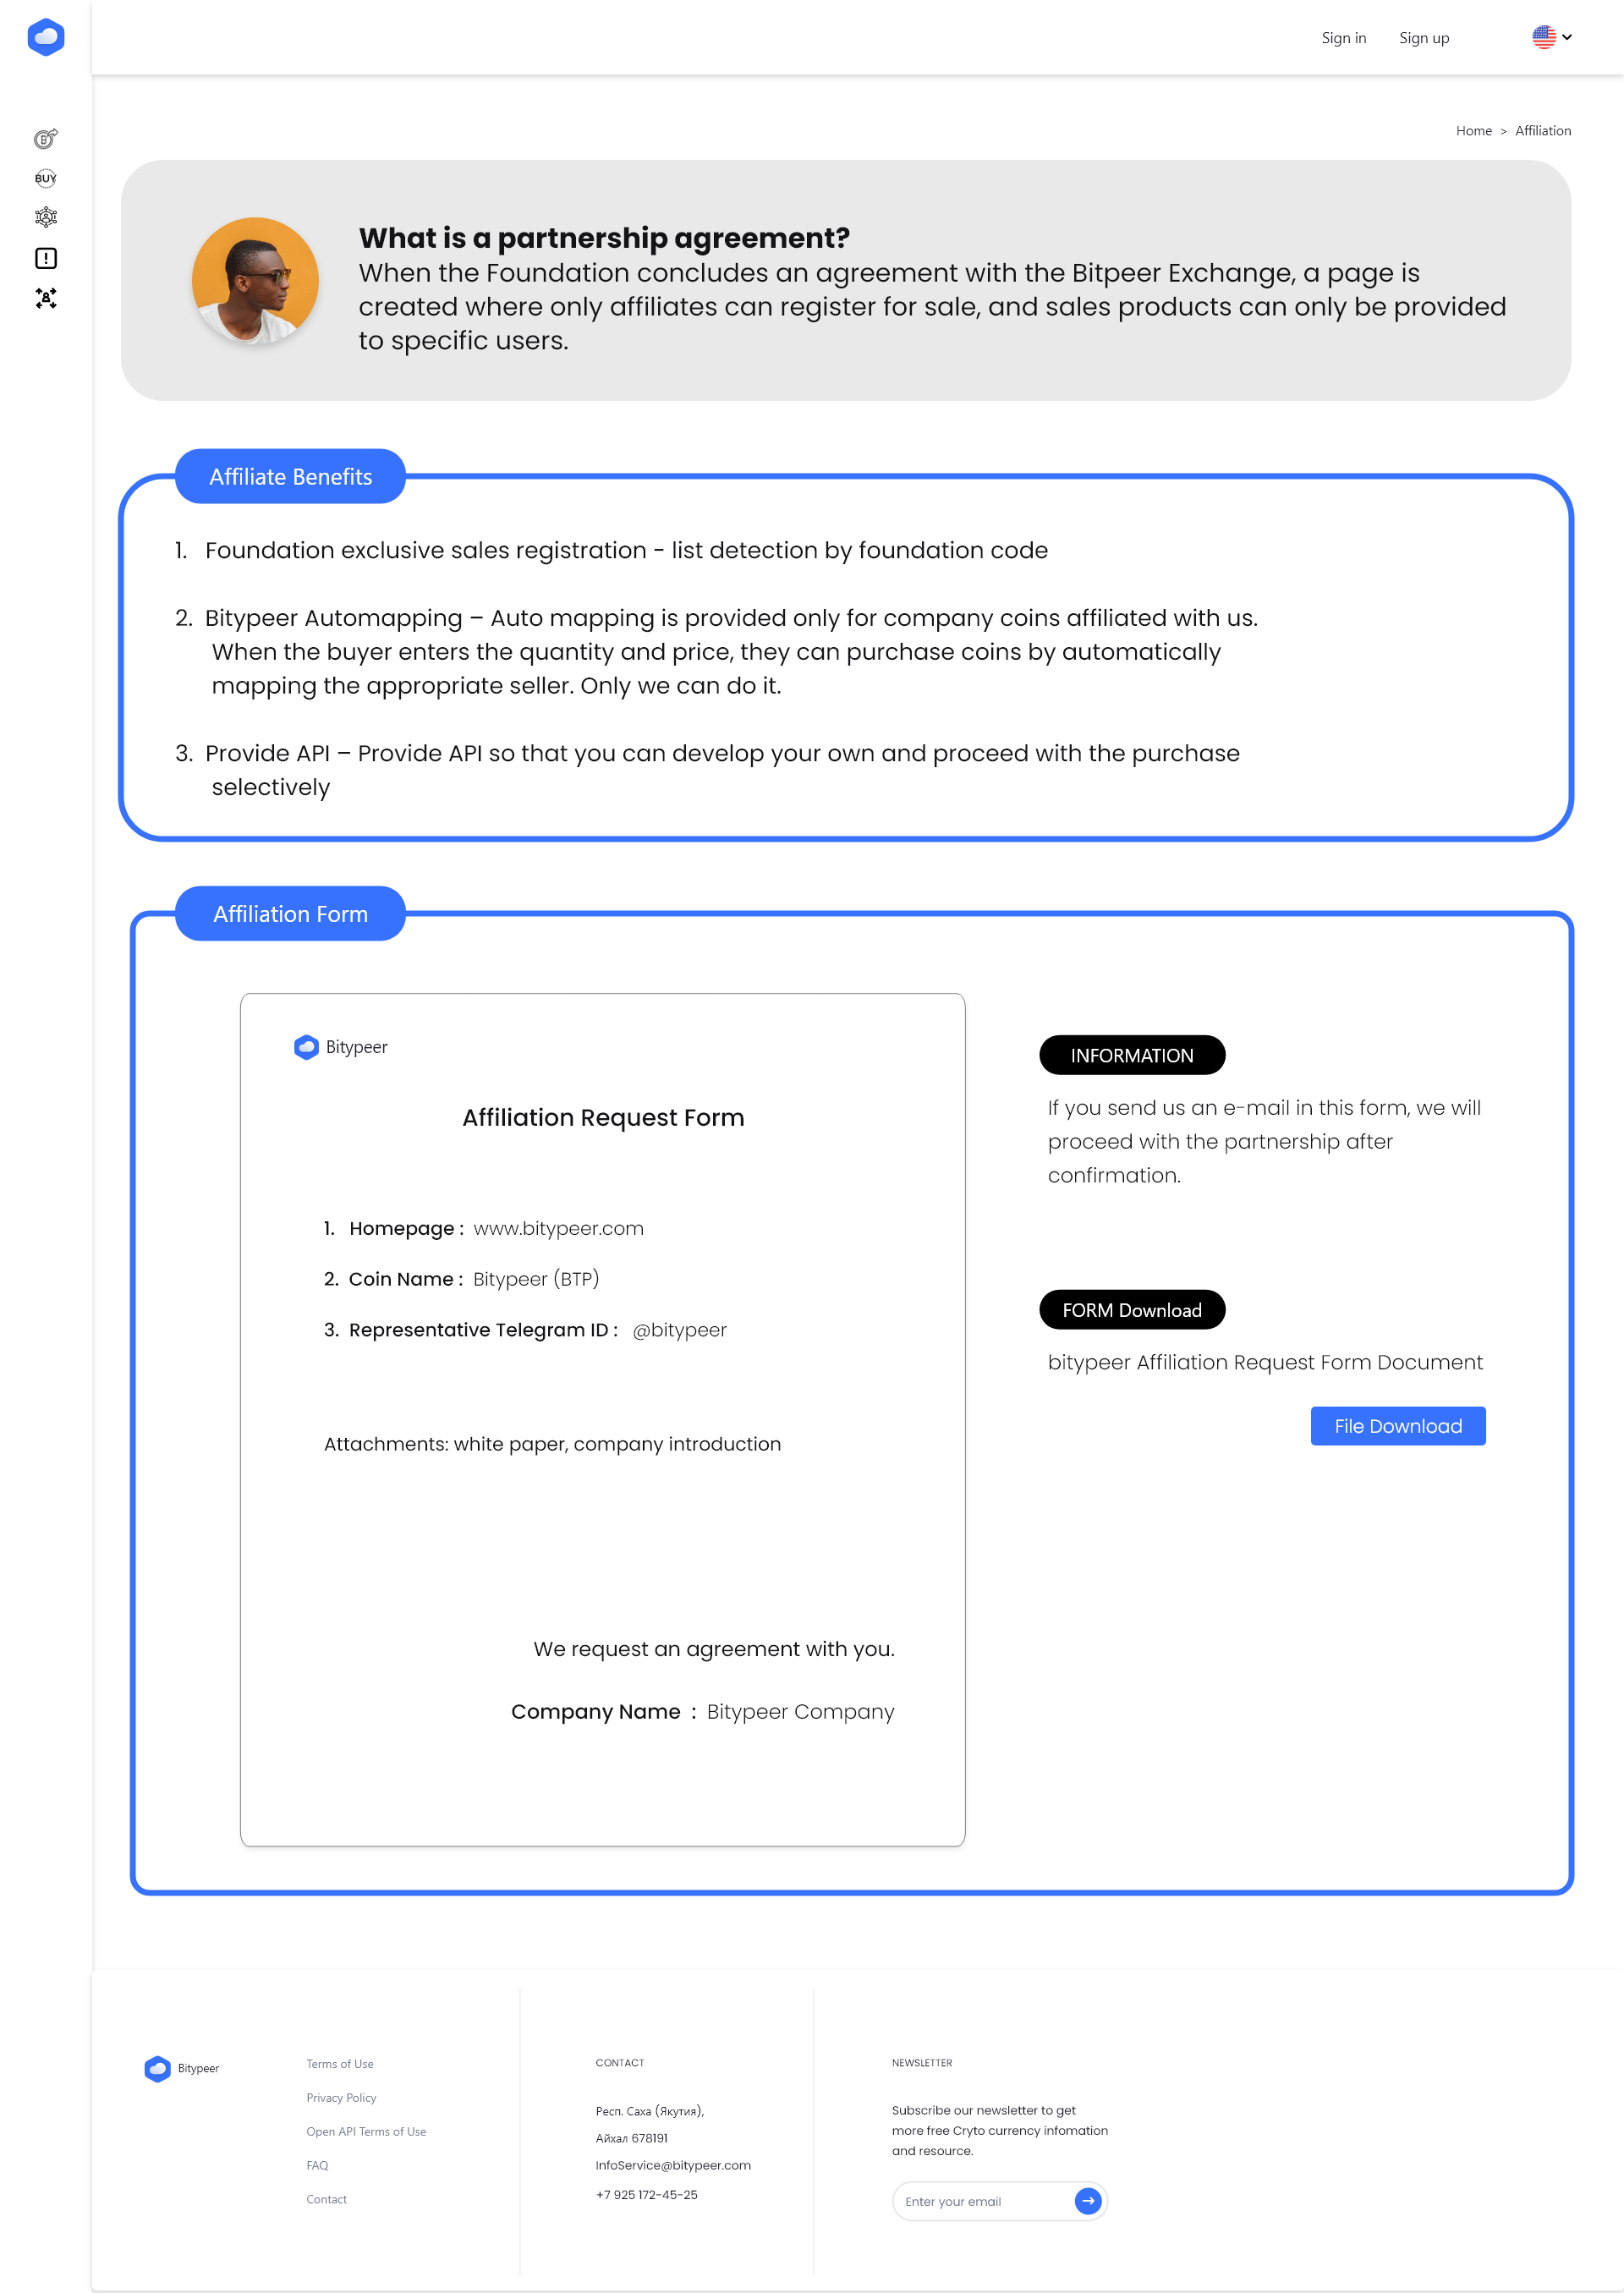 Sign in
Sign up
Home > Affiliation
BUY
What is a partnership agreement?
When the Foundation concludes an agreement with the Bitpeer Exchange, a page is
created where only affiliates can register for sale, and sales products can only be provided
to specific users.
Affiliate Benefits
1. Foundation exclusive sales registration - list detection by foundation code
2. Bitypeer Automapping – Auto mapping is provided only for company coins affiliated with us.
When the buyer enters the quantity and price, they can purchase coins by automatically
mapping the appropriate seller. Only we can do it.
3. Provide API – Provide API so that you can develop your own and proceed with the purchase
selectively
Affiliation Form
Bitypeer
Affiliation Request Form
1. Homepage : www.bitypeer.com
2. Coin Name : Bitypeer (BTP)
3. Representative Telegram ID : @bitypeer
Attachments: white paper, company introduction
We request an agreement with you.
Company Name : Bitypeer Company
INFORMATION
If you send us an e-mail in this form, we will
proceed with the partnership after
confirmation.
FORM Download
bitypeer Affiliation Request Form Document
File Download
Bitypeer
Terms of Use
Privacy Policy
Open API Terms of Use
FAQ
Contact
CONTACT
Респ. Саха (Якутия),
Айхал 678191
InfoService@bitypeer.com
+7 925 172-45-25
NEWSLETTER
Subscribe our newsletter to get
more free Cryto currency infomation
and resource.
Enter your email